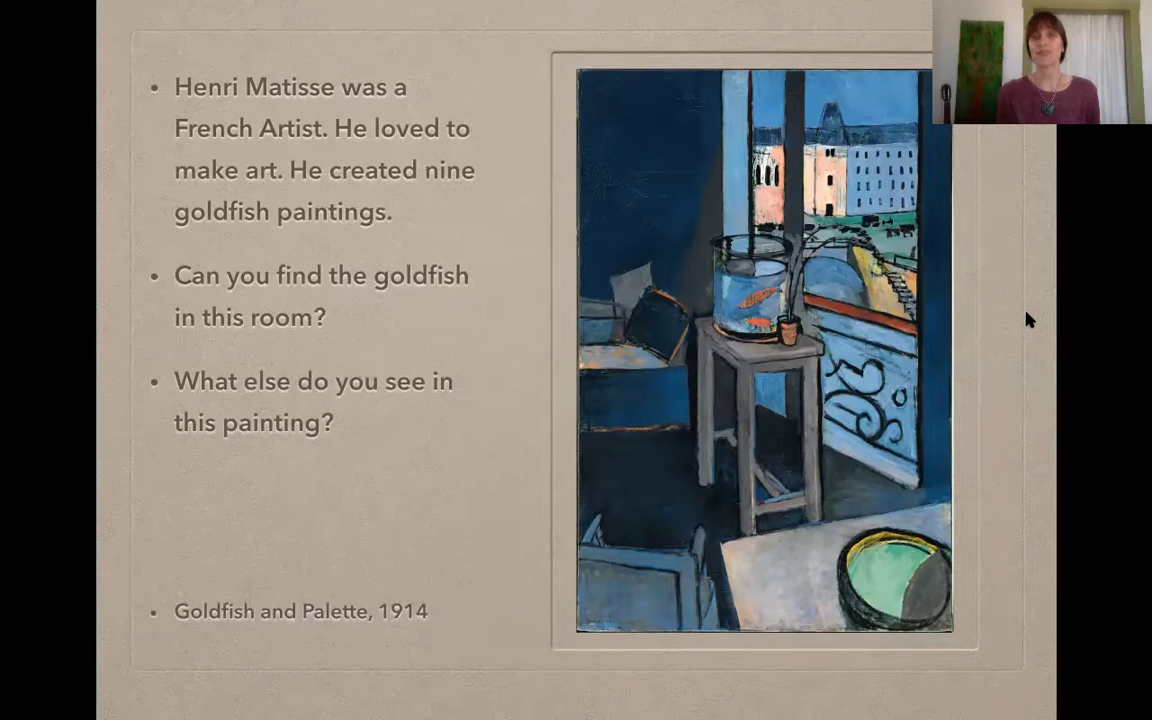 • Henri Matisse was a
French Artist. He loved to
make art. He created nine
goldfish paintings.
• Can you find the goldfish
in this room?
• What else do you see in
this painting?
• Goldfish and Palette, 1914